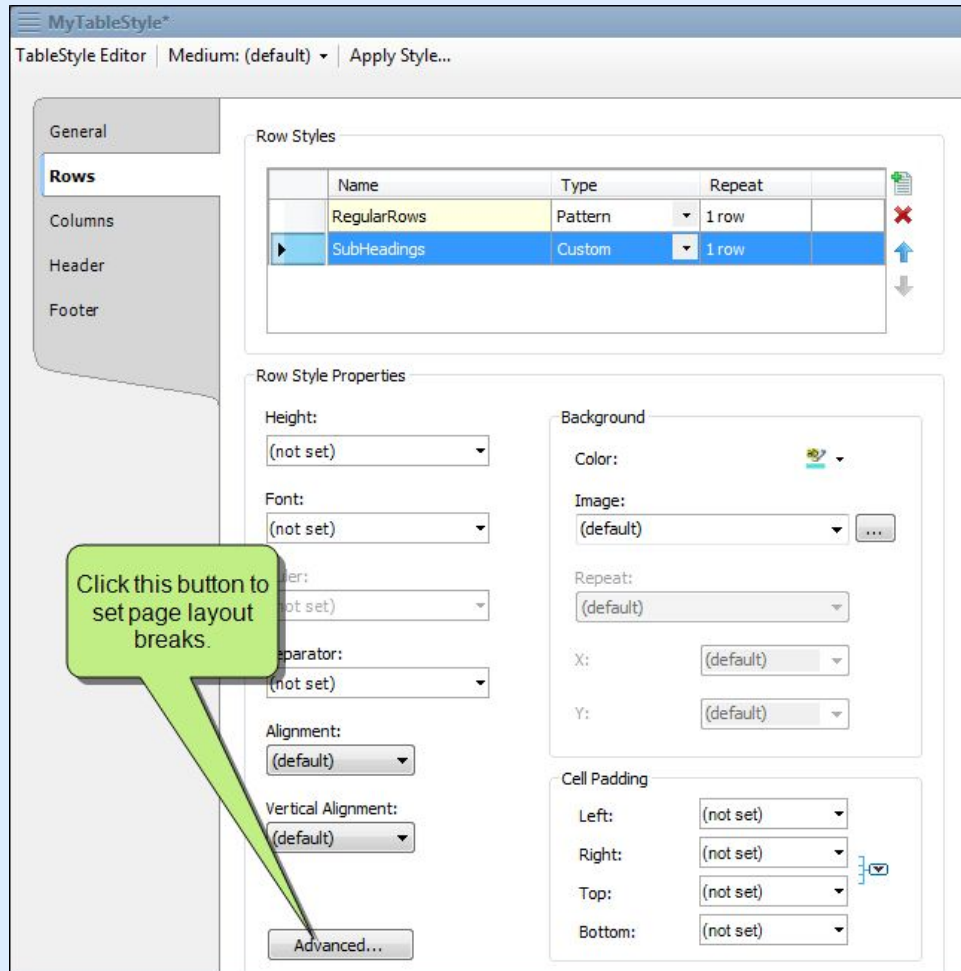 MyTableStyle*
TableStyle Editor Medium: (default) Apply Style...
General
Rows
Columns
Header
Footer
Row Styles
Name Type Repeat
RegularRows Pattern 1 row
SubHeadings Custom 1 row
Row Style Properties
Height:
(not set)
Font:
(not set)
Click this button to
set page layout
breaks.
(not set)
Alignment:
(default)
Vertical Alignment:
(default)
Advanced...
Background
Color:
Image:
(default)
...
Repeat:
(default)
X: (default)
Y: (default)
Cell Padding
Left: (not set)
Right: (not set)
Top: (not set)
Bottom: (not set)